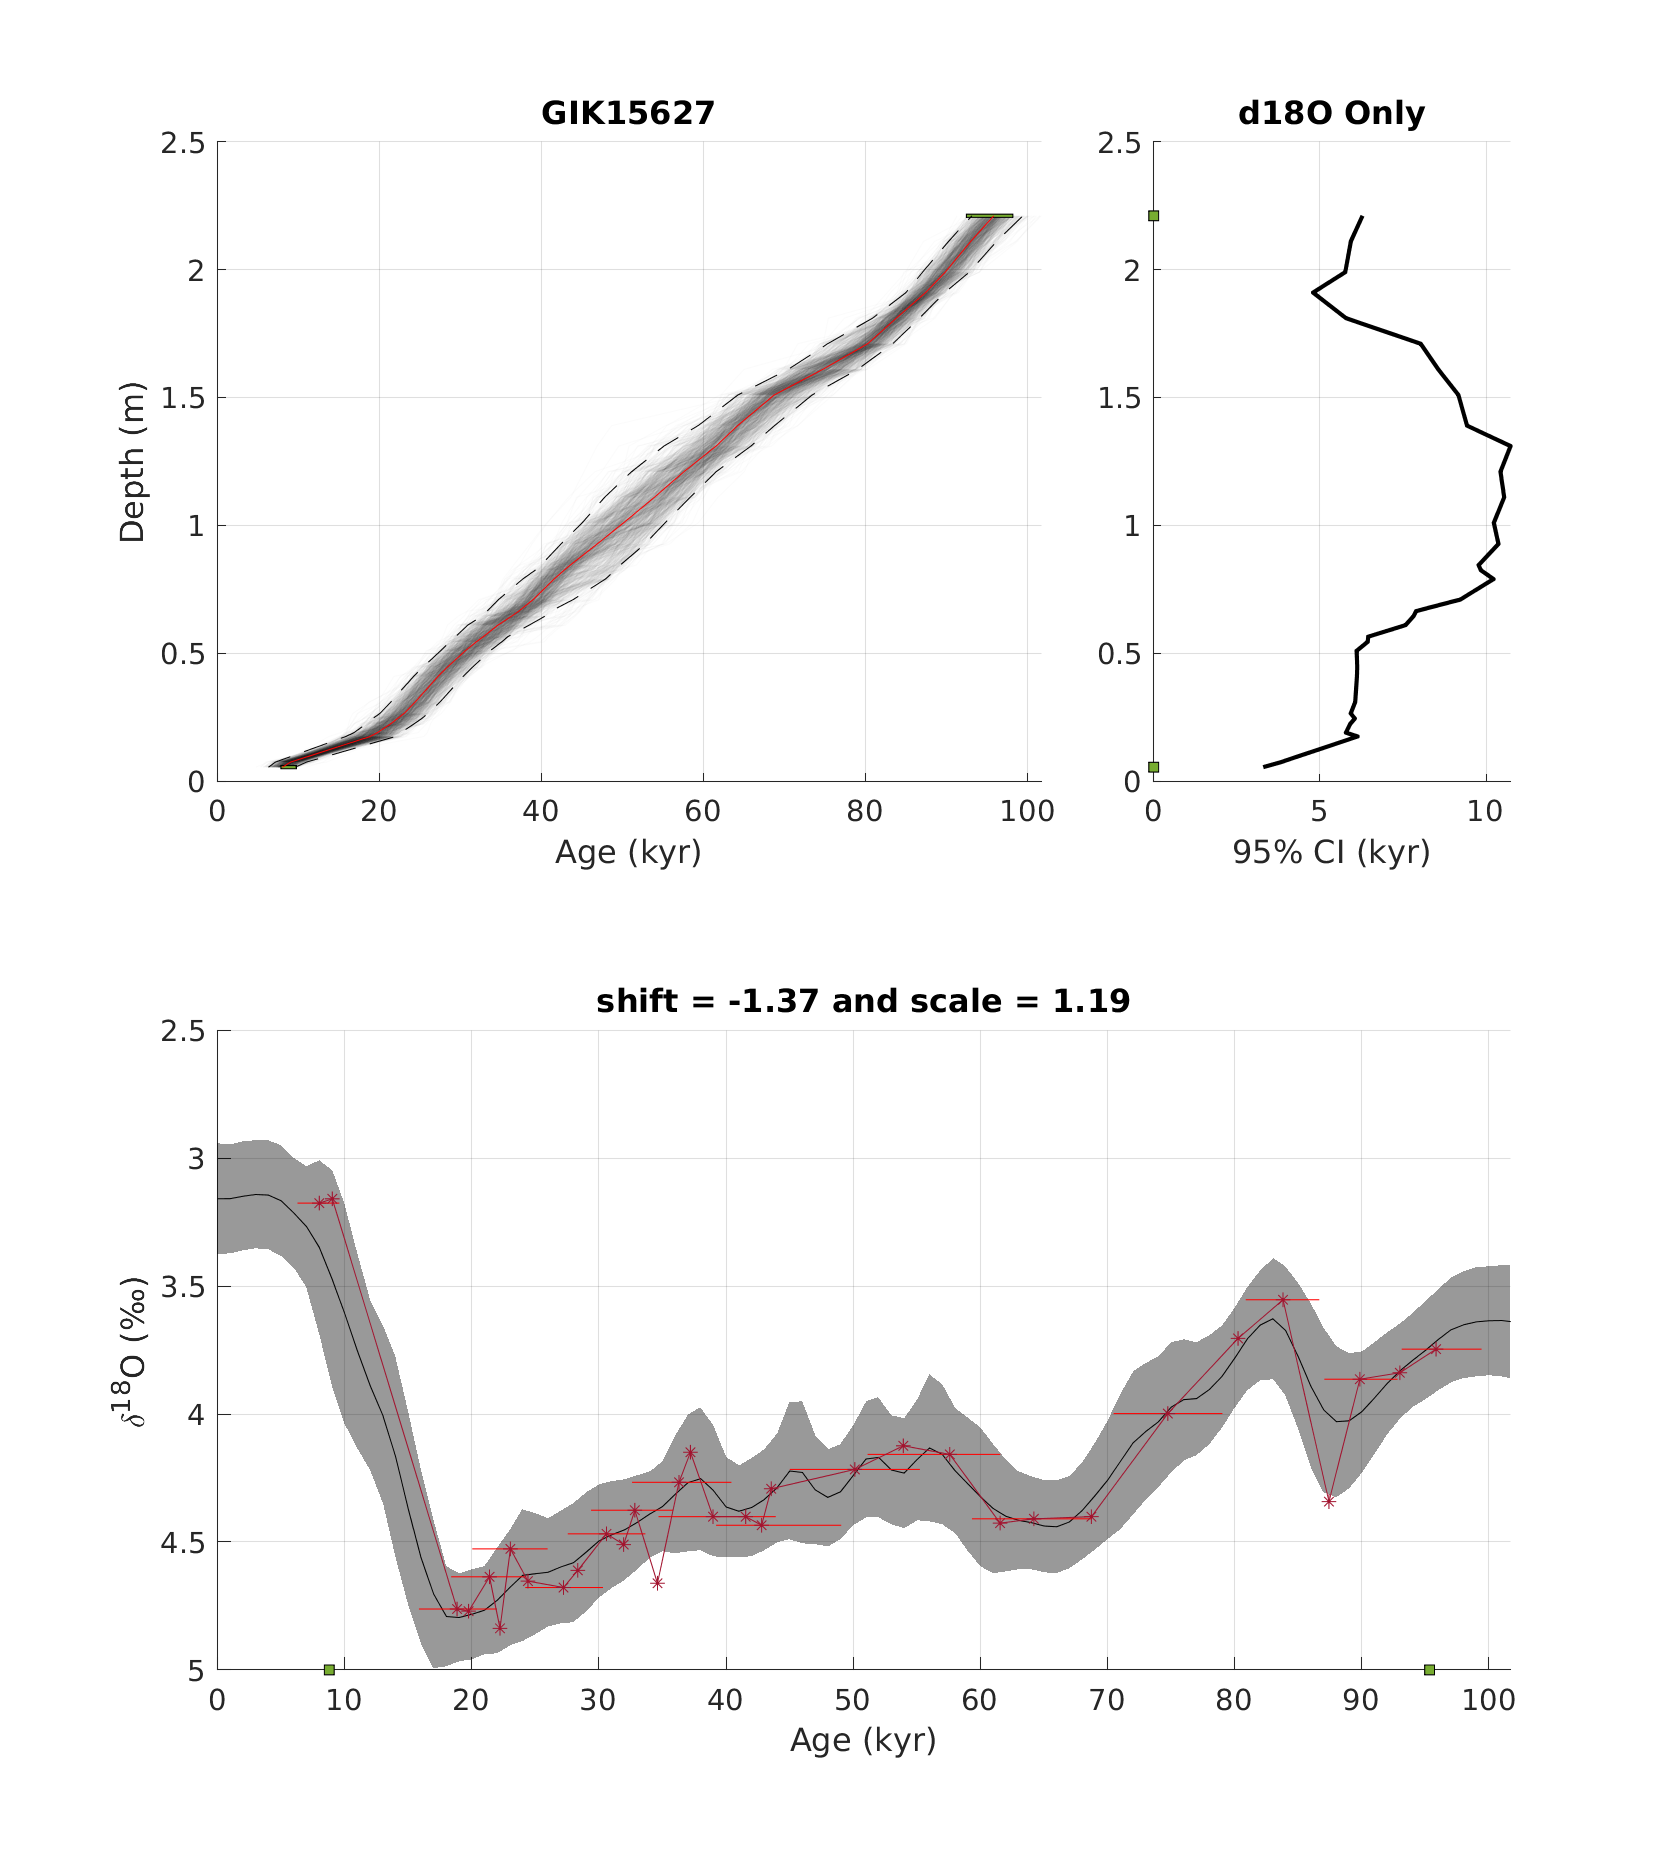 GIK15627
d18O Only
2.5
2
1.5
1
0.5
0
Depth (m)
0 20 40 60 80 100
Age (kyr)
2.5
2
1.5
1
0.5
0
0 5 10
95% CI (kyr)
shift = -1.37 and scale = 1.19
2.5
3
3.5
4
4.5
5
δ18O (‰)
0 10 20 30 40 50 60 70 80 90 100
Age (kyr)